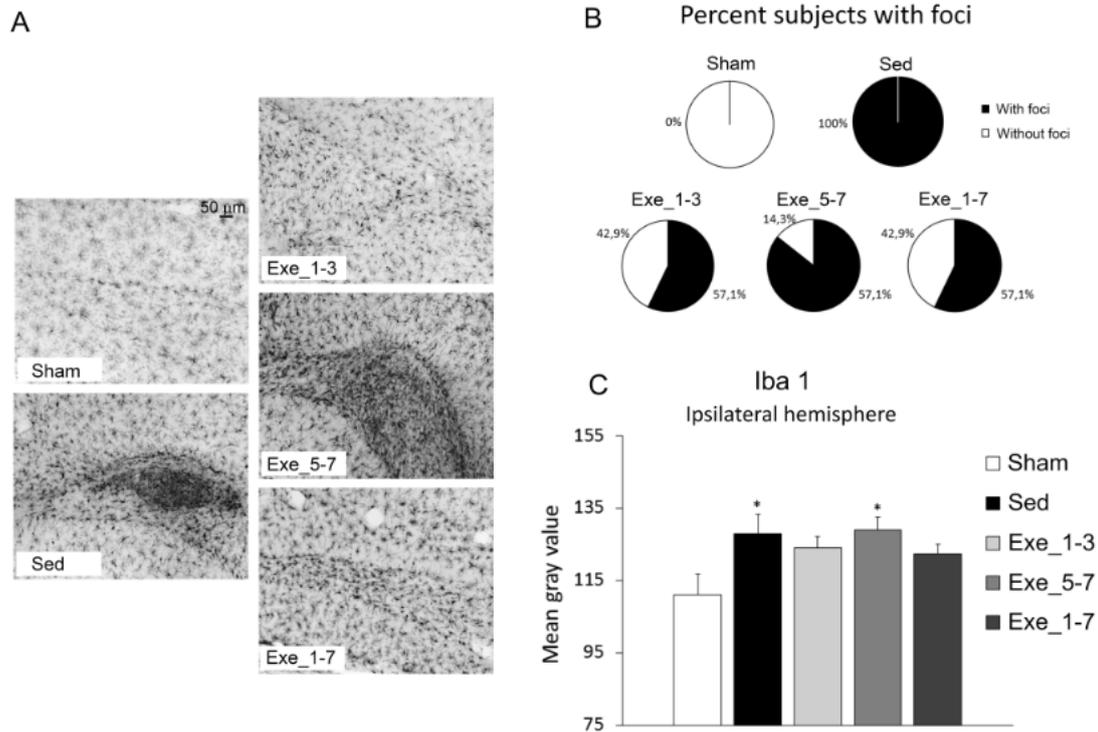 A
50 µm
Sham
Sed
Exe_1-3
Exe_5-7
Exe_1-7
B
Percent subjects with foci
Sham
Sed
0%
100%
With foci
Without foci
Exe_1-3
Exe_5-7
Exe_1-7
42,9%
57,1%
14,3%
57,1%
42,9%
57,1%
C
Iba 1
Ipsilateral hemisphere
Mean gray value
155
135
115
95
75
*
*
Sham
Sed
Exe_1-3
Exe_5-7
Exe_1-7